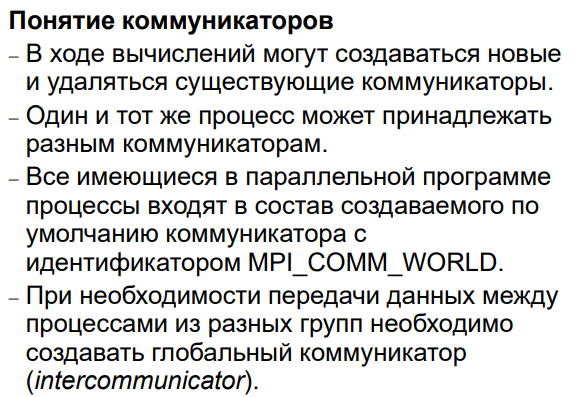 Понятие коммуникаторов
– В ходе вычислений могут создаваться новые
и удаляться существующие коммуникаторы.
– Один и тот же процесс может принадлежать
разным коммуникаторам.
– Все имеющиеся в параллельной программе
процессы входят в состав создаваемого по
умолчанию коммуникатора с
идентификатором MPI_COMM_WORLD.
– При необходимости передачи данных между
процессами из разных групп необходимо
создавать глобальный коммуникатор
(intercommunicator).